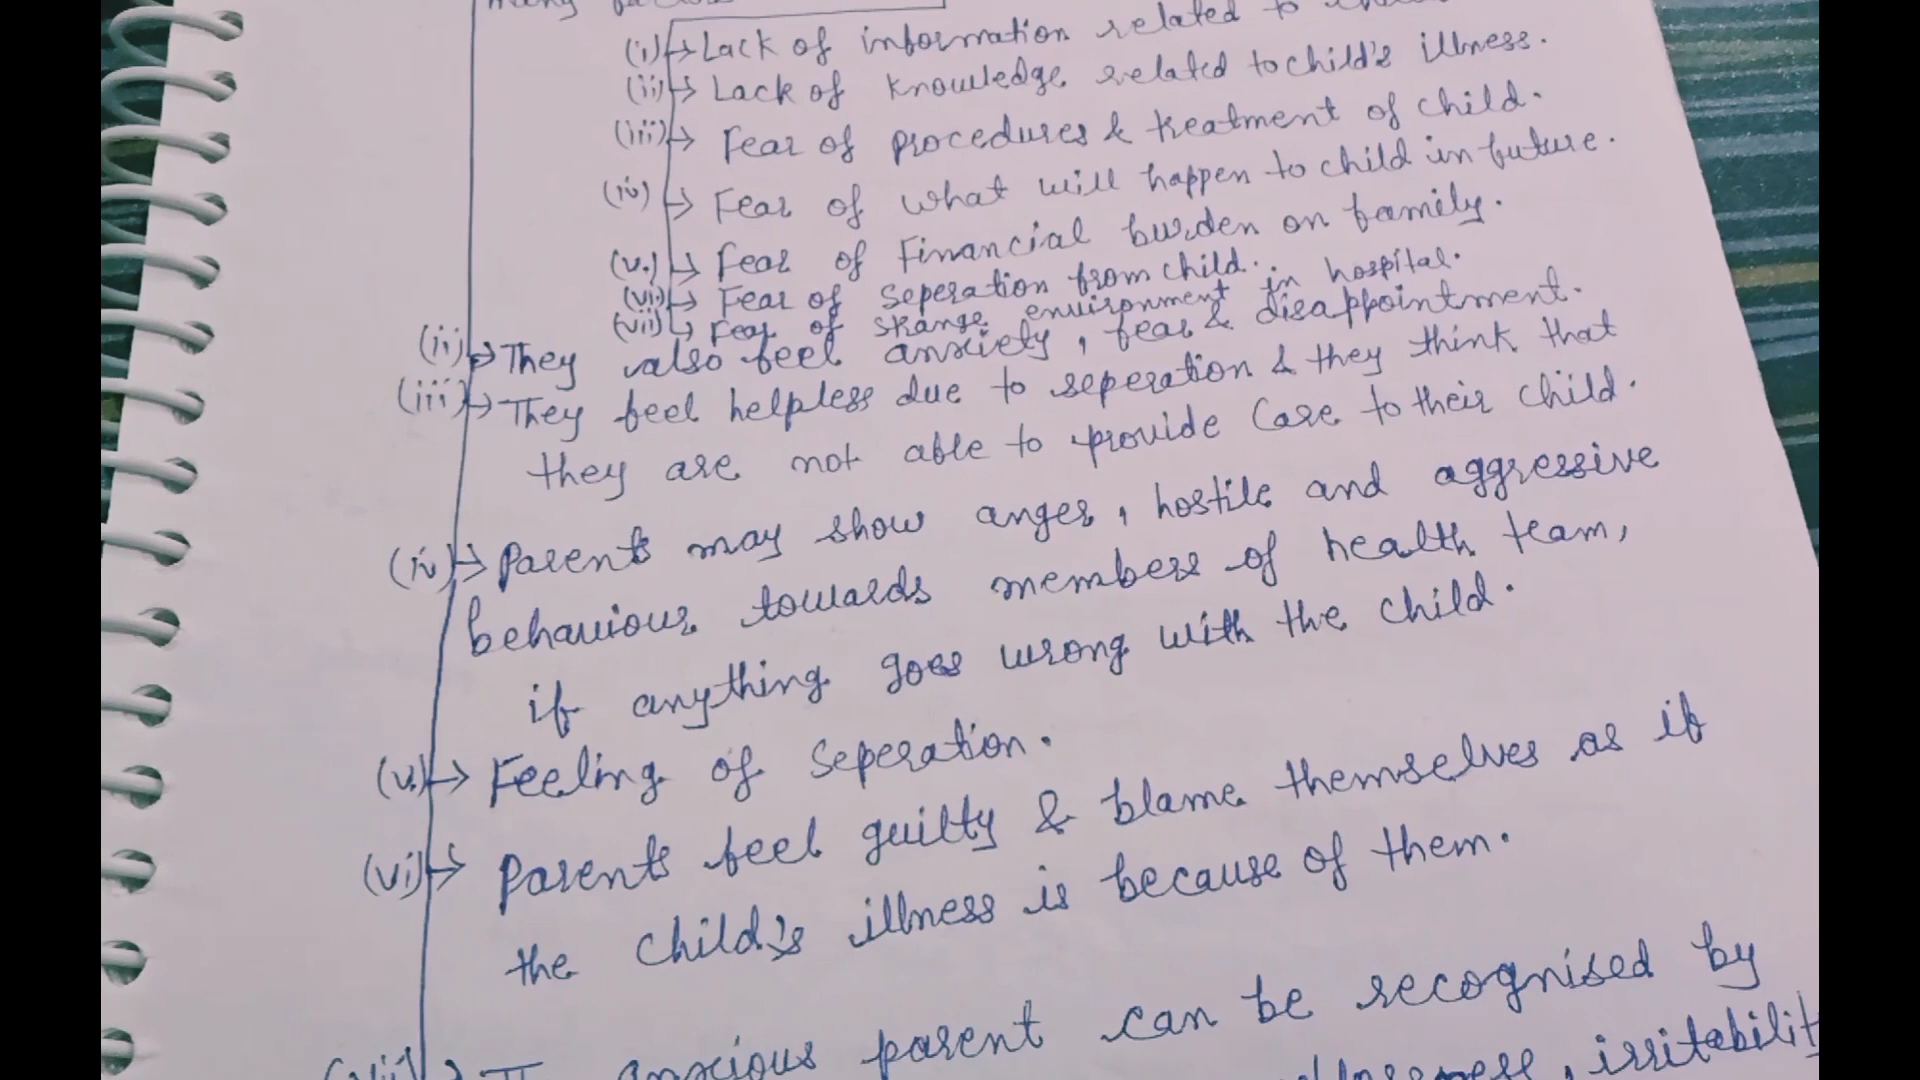 many
(i) → Lack of information related to
(ii) → Lack of knowledge related to child's illness.
(iii) → Fear of procedures & treatment of child.
(iv) → Fear of what will happen to child in future.
(v.) → Fear of Financial burden on family.
(vi) → Fear of seperation from child.
(vii) → Fear of strange environment in hospital.
(ii) → They also feel anxiety, fear & disappointment.
(iii) → They feel helpless due to seperation & they think that
they are not able to provide care to their child.
(iv) → Parents may show anger, hostile and aggressive
behaviour towards members of health team,
if anything goes wrong with the child.
(v.) → Feeling of Seperation.
(vi) → Parents feel guilty & blame themselves as if
the child's illness is because of them.
(vii) → anxious parent can be recognised by
, irritabilit